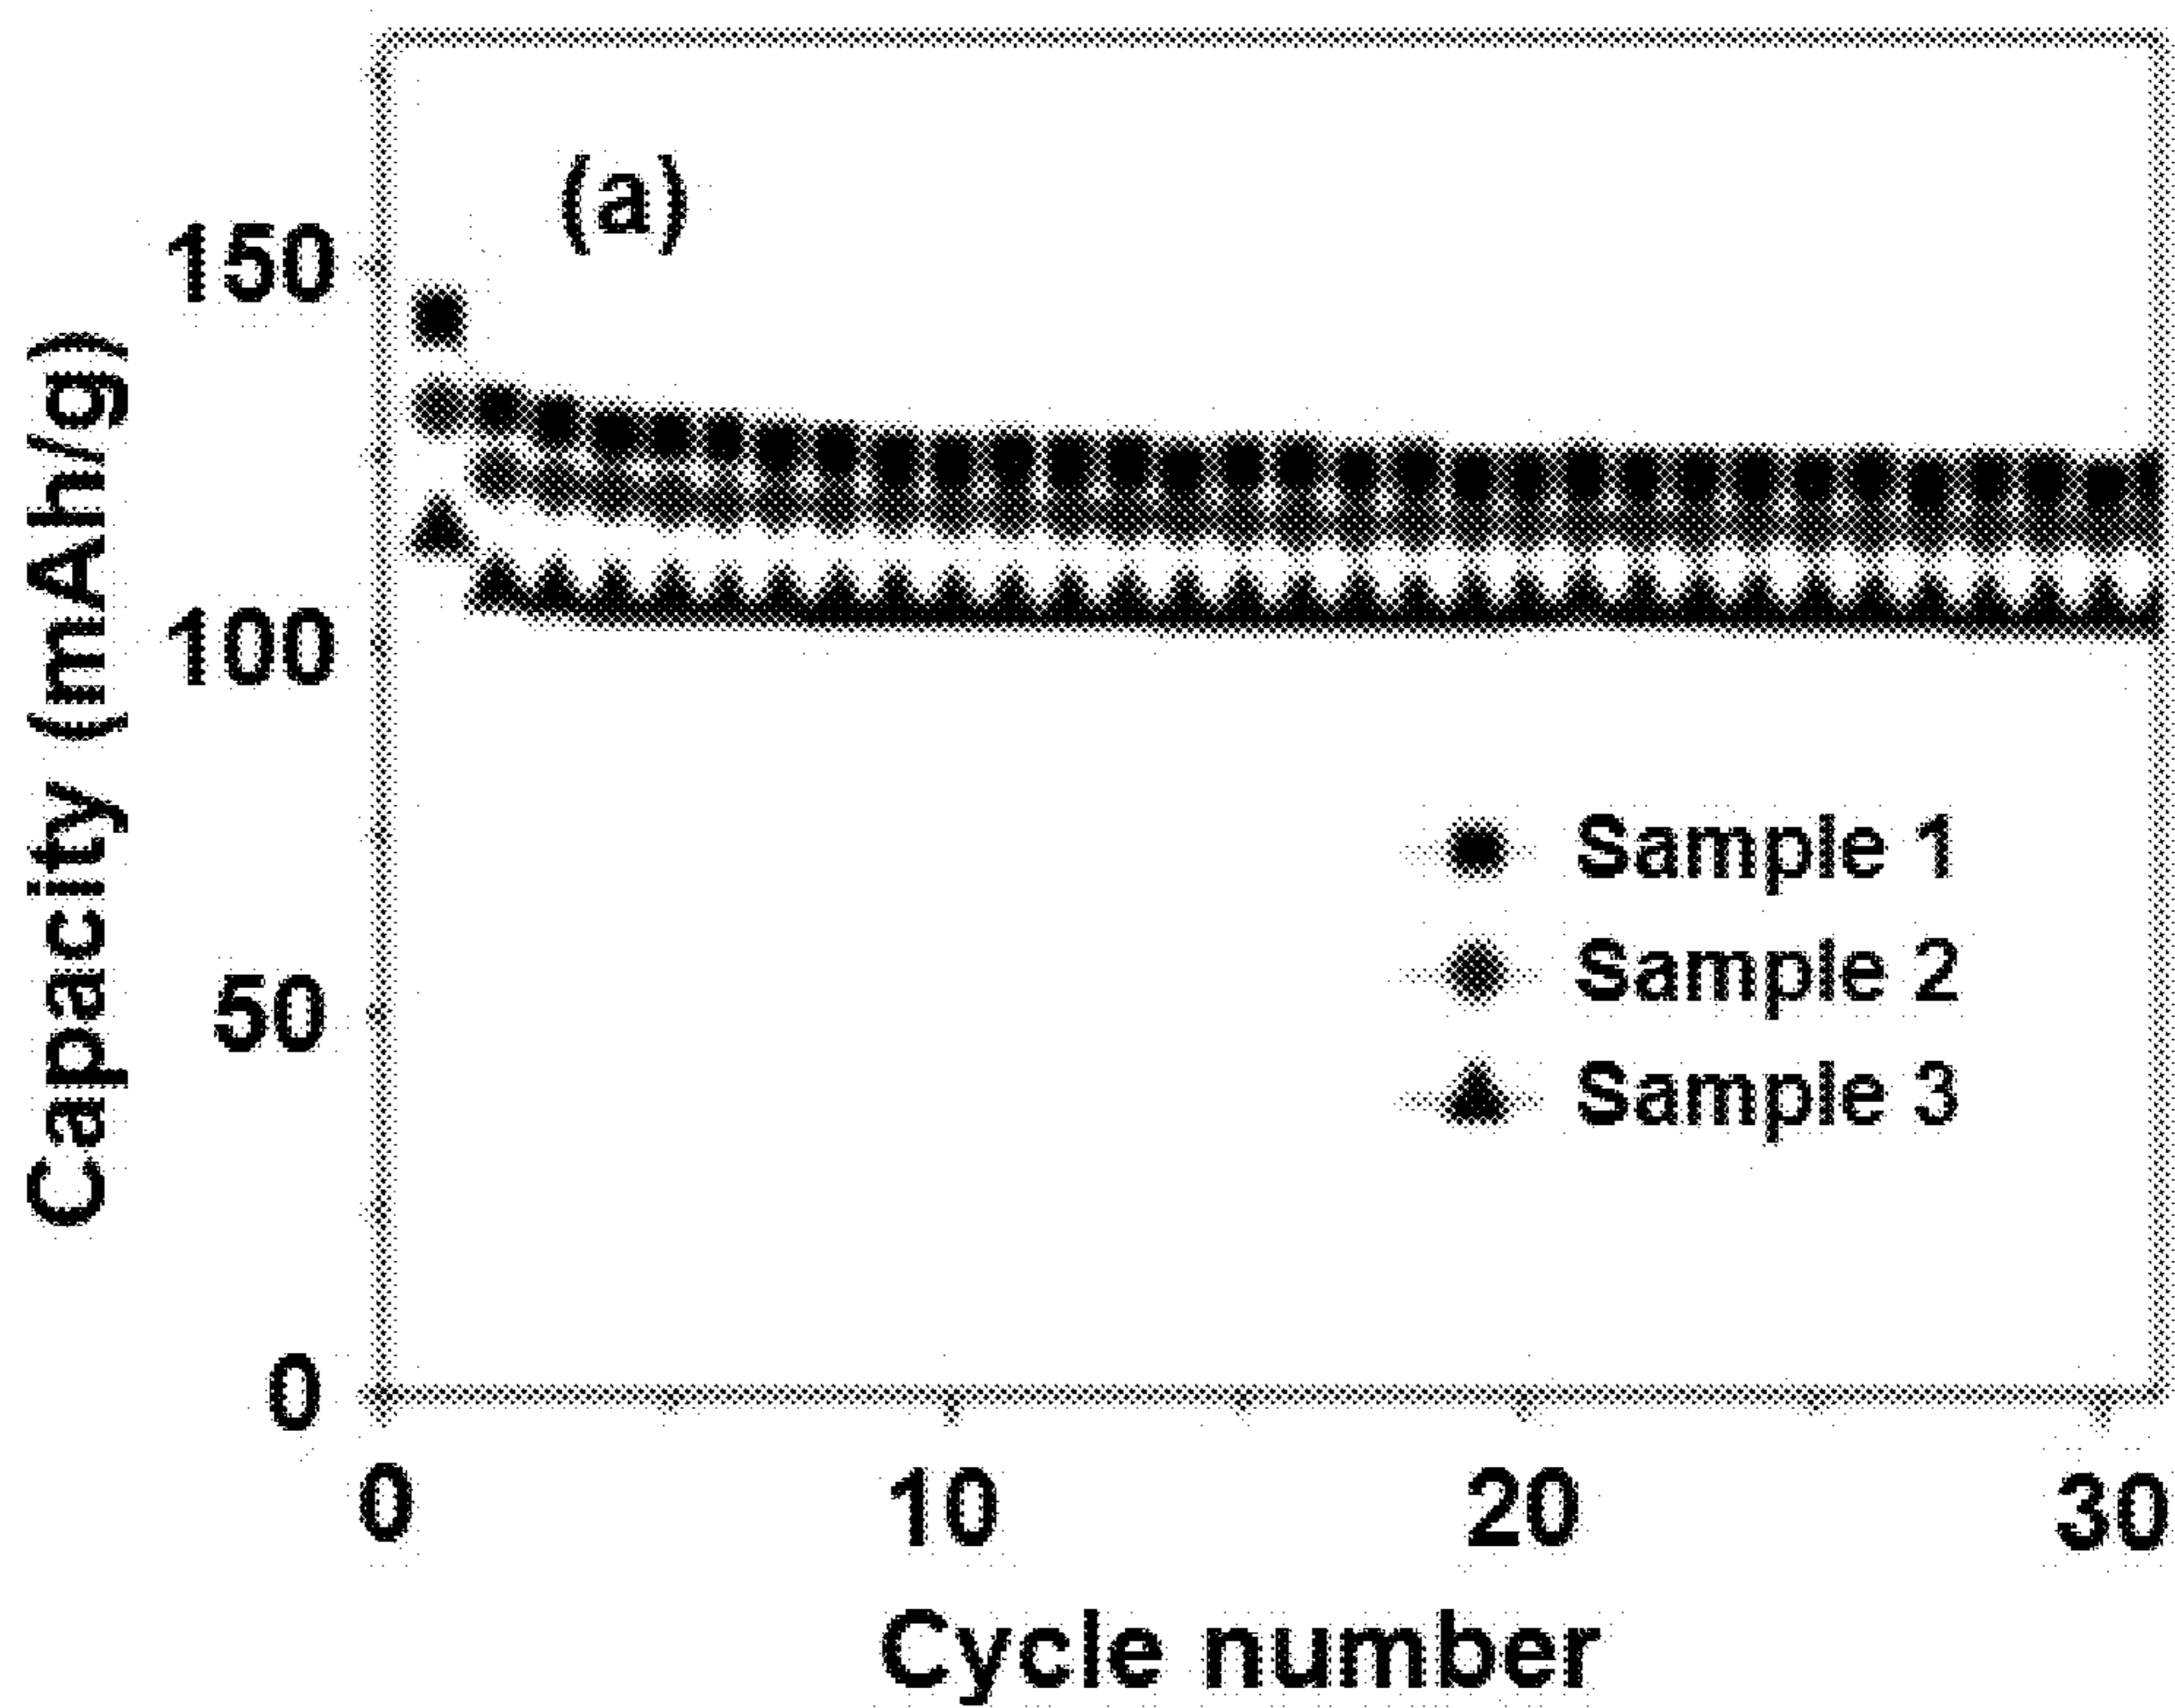 (a)
150
100
50
0
Capacity (mAh/g)
Sample 1
Sample 2
Sample 3
0 10 20 30
Cycle number